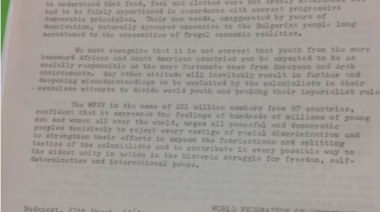 to understand that food, fuel and clothes were not
had to be fairly apportioned in accordance with correct progressive
democratic principles. Their own needs, exaggerated by years of
deprivation, naturally appeared excessive to the Bulgarian people long
accustomed to the necessities of frugal economic realities.
We must recognise that it is not correct that youth from the more
backward African and South American countries can be expected to be as
socially responsible as the more fortunate ones from European and Arab
environments. Any other attitude will inevitably result in further and
deepening misunderstandings to be exploited by the colonialists in their
senseless attempts to divide world youth and prolong their imperialist rule
The WFDY in the name of 101 million members from 97 countries,
confident that it expresses the feelings of hundreds of millions of young
men and women all over the world, urges all peaceful and democratic
peoples decisively to reject every vestige of racial discrimination and
to strengthen their efforts to expose the fabrications and splitting
tactics of the colonialists and to contribute in every possible way to
the widest unity in action in the historic struggle for freedom, self-
determination and international peace.
Budapest,
WORLD FEDERATION OF